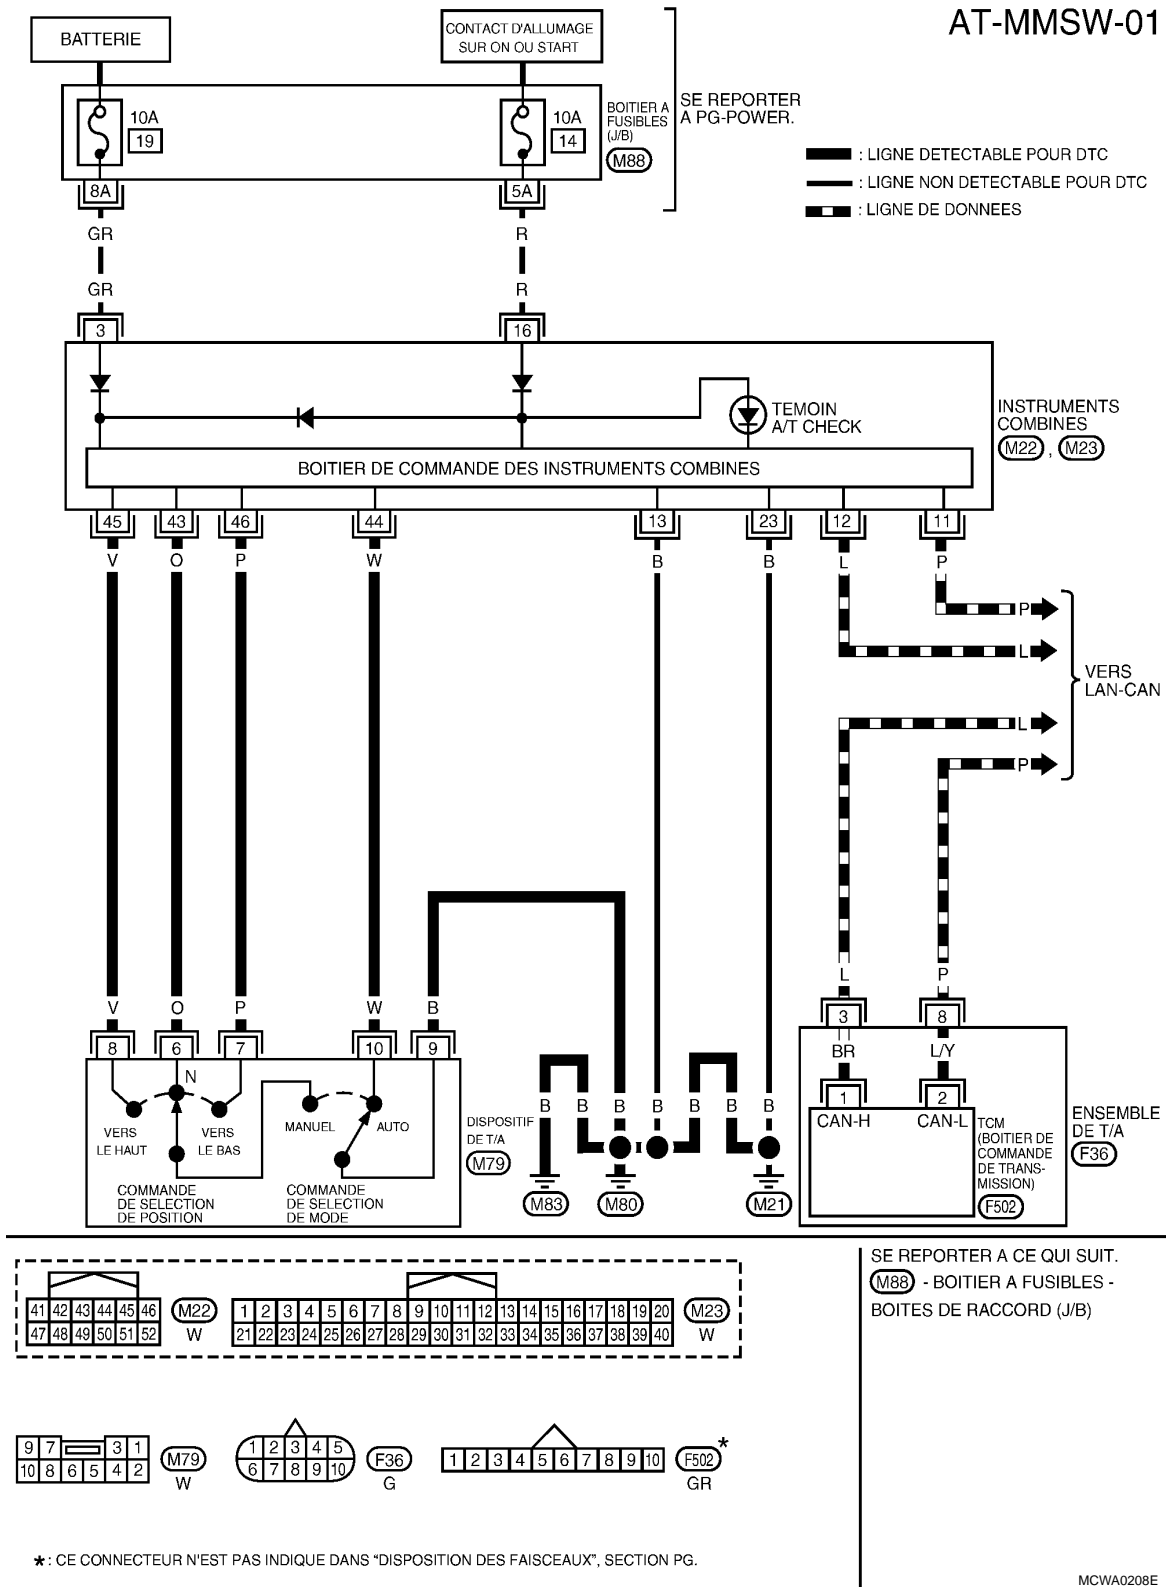 AT-MMSW-01
BATTERIE
CONTACT D'ALLUMAGE
SUR ON OU START
10A
19
10A
14
BOITIER A
FUSIBLES
(J/B)
M88
SE REPORTER
A PG-POWER.
: LIGNE DETECTABLE POUR DTC
: LIGNE NON DETECTABLE POUR DTC
: LIGNE DE DONNEES
8A
5A
GR
R
GR
R
3
16
TEMOIN
A/T CHECK
INSTRUMENTS
COMBINES
M22 , M23
BOITIER DE COMMANDE DES INSTRUMENTS COMBINES
45 43 46 44 13 23 12 11
V O P W B B L P
P
L
VERS
LAN-CAN
L
P
L P
V O P W B
3 8
8 6 7 10 9
BR L/Y
N
1 2
CAN-H CAN-L
B B B B B B B
VERS
LE HAUT
VERS
LE BAS
MANUEL
AUTO
DISPOSITIF
DE T/A
M79
TCM
(BOITIER DE
COMMANDE
DE TRANS-
MISSION)
F502
ENSEMBLE
DE T/A
F36
COMMANDE
DE SELECTION
DE POSITION
COMMANDE
DE SELECTION
DE MODE
M83 M80 M21
SE REPORTER A CE QUI SUIT.
M88 - BOITIER A FUSIBLES -
BOITES DE RACCORD (J/B)
41 42 43 44 45 46
47 48 49 50 51 52
M22
W
1 2 3 4 5 6 7 8 9 10 11 12 13 14 15 16 17 18 19 20
21 22 23 24 25 26 27 28 29 30 31 32 33 34 35 36 37 38 39 40
M23
W
9 7 3 1
10 8 6 5 4 2
M79
W
1 2 3 4 5
6 7 8 9 10
F36
G
1 2 3 4 5 6 7 8 9 10
F502 *
GR
* : CE CONNECTEUR N'EST PAS INDIQUE DANS "DISPOSITION DES FAISCEAUX", SECTION PG.
MCWA0208E